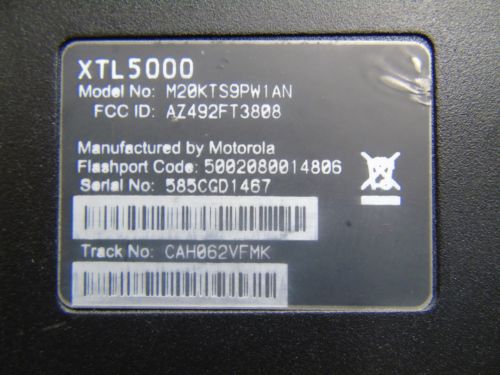 XTL5000
Model No: M20KTS9PW1AN
FCC ID: AZ492FT3808
Manufactured by Motorola
Flashport Code: 5002080014806
Serial No: 585CGD1467
Track No: CAH062VFMK